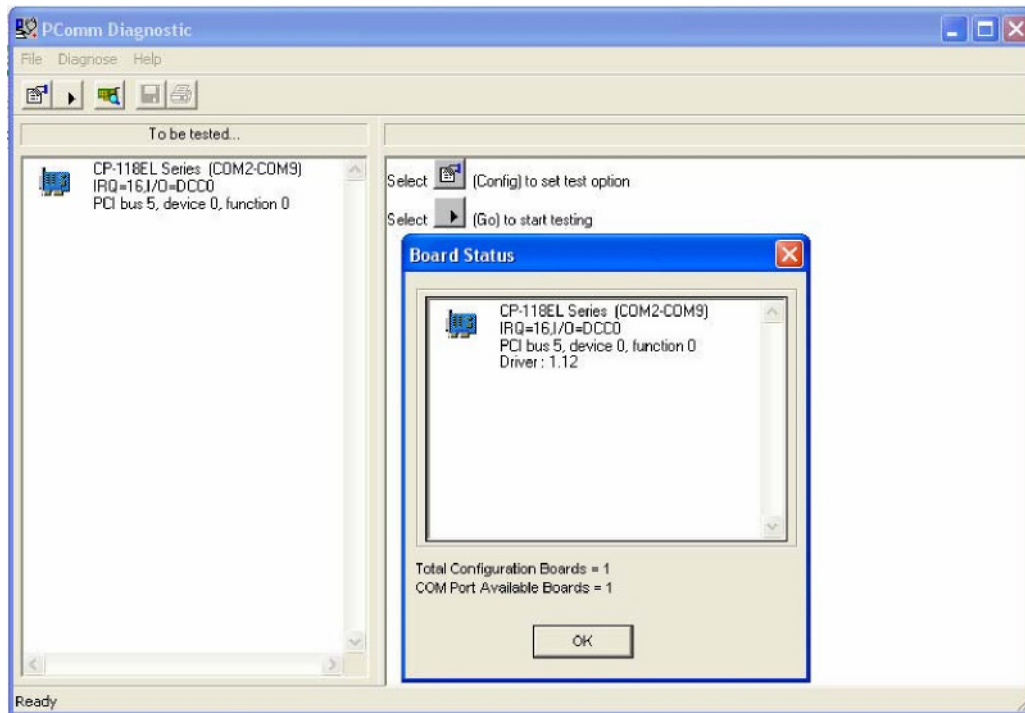 PComm Diagnostic
File Diagnose Help
To be tested...
CP-118EL Series (COM2-COM9)
IRQ=16,I/O=DCC0
PCI bus 5, device 0, function 0
Select (Config) to set test option
Select (Go) to start testing
Board Status
CP-118EL Series (COM2-COM9)
IRQ=16,I/O=DCC0
PCI bus 5, device 0, function 0
Driver : 1.12
Total Configuration Boards = 1
COM Port Available Boards = 1
OK
Ready